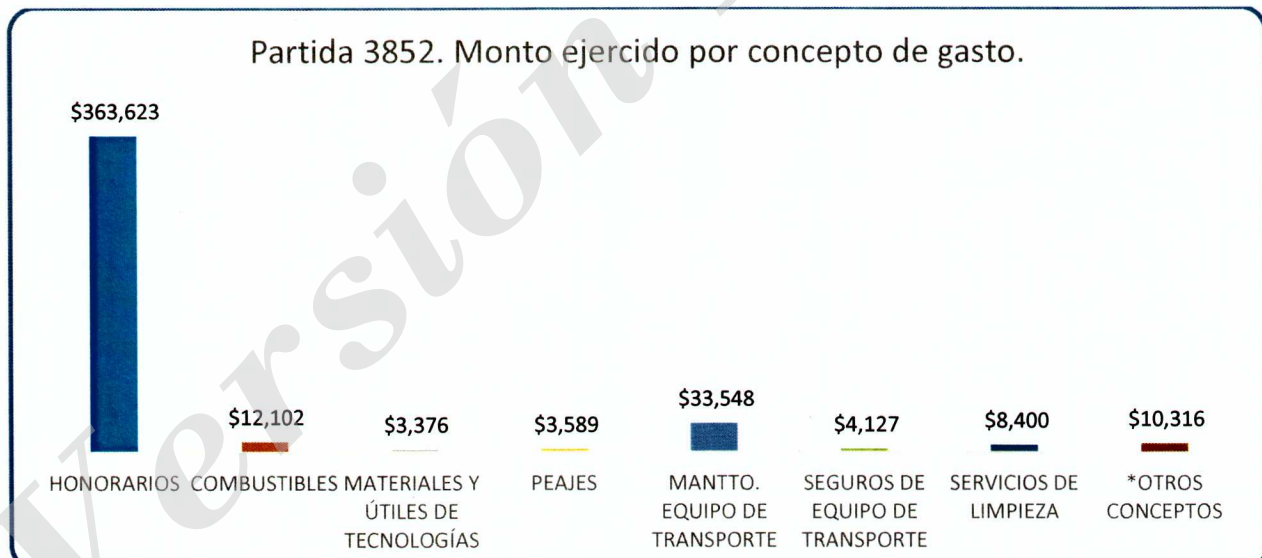 Partida 3852. Monto ejercido por concepto de gasto.
$363,623
$12,102
$3,376
$3,589
$33,548
$4,127
$8,400
$10,316
HONORARIOS
COMBUSTIBLES
MATERIALES Y
ÚTILES DE
TECNOLOGÍAS
PEAJES
MANTTO.
EQUIPO DE
TRANSPORTE
SEGUROS DE
EQUIPO DE
TRANSPORTE
SERVICIOS DE
LIMPIEZA
*OTROS
CONCEPTOS
Versión